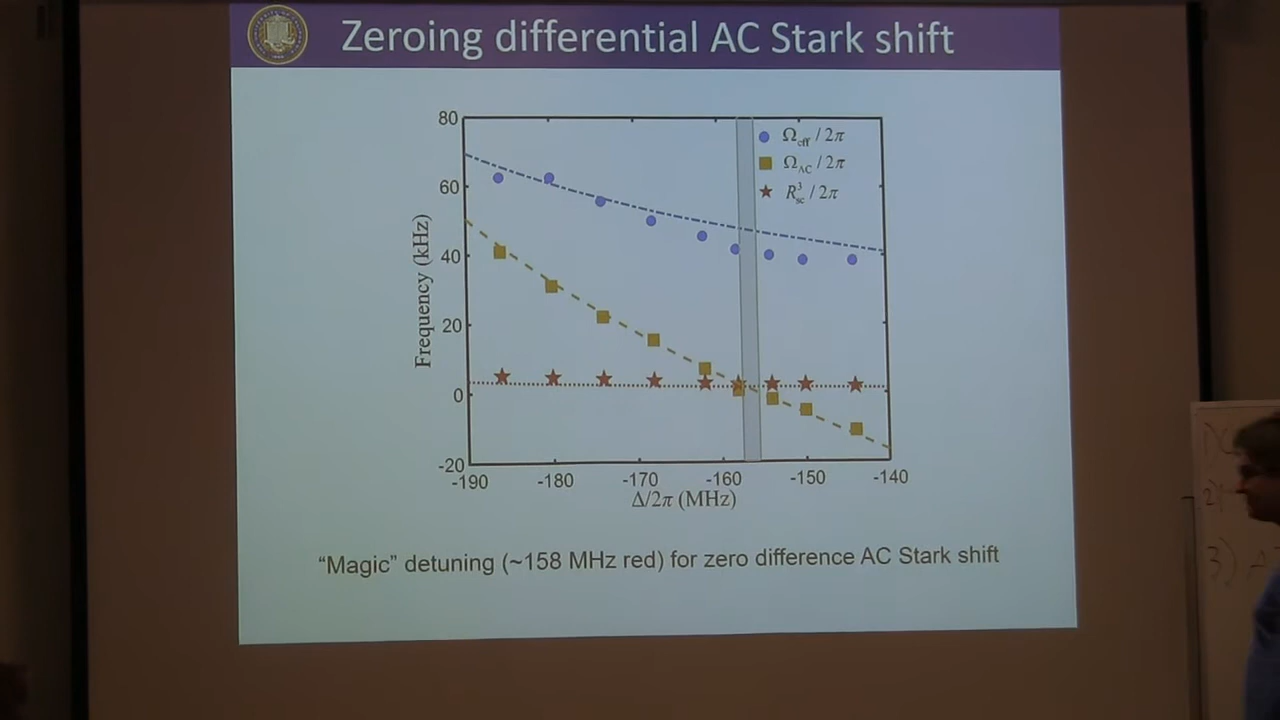 Zeroing differential AC Stark shift
80
60
40
20
0
-20
-190
-180
-170
-160
-150
-140
Frequency (kHz)
Δ/2π (MHz)
Ω_eff / 2π
Ω_AC / 2π
R³_sc / 2π
“Magic” detuning (~158 MHz red) for zero difference AC Stark shift
2)
3)